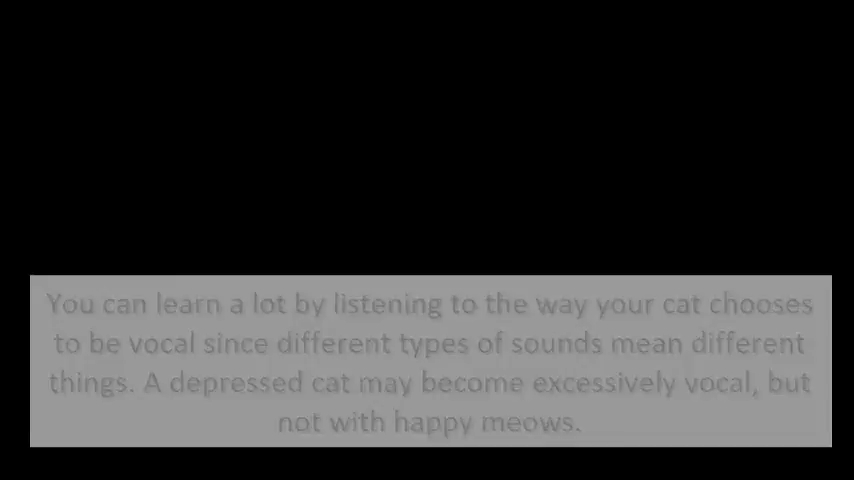 You can learn a lot by listening to the way your cat chooses
to be vocal since different types of sounds mean different
things. A depressed cat may become excessively vocal, but
not with happy meows.